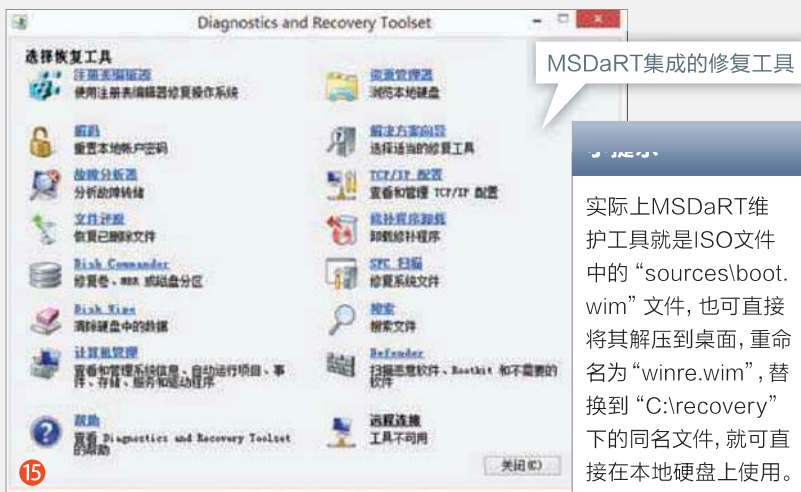 Diagnostics and Recovery Toolset
MSDaRT集成的修复工具
选择恢复工具
注册表编辑器
使用注册表编辑器修复操作系统
资源管理器
浏览本地硬盘
解码
重置本地帐户密码
解决方案向导
选择适当的修复工具
故障分析器
分析故障转储
TCP/IP 配置
查看和管理 TCP/IP 配置
文件还原
恢复已删除文件
修补程序卸载
卸载修补程序
Disk Commander
修复卷、MBR 或磁盘分区
SFC 扫描
修复系统文件
Disk Wipe
清除硬盘中的数据
搜索
搜索文件
计算机管理
查看和管理系统信息、自动运行项目、事
件、存储、服务和驱动程序
Defender
扫描恶意软件、Rootkit 和不需要的
软件
帮助
查看 Diagnostics and Recovery Toolset
的帮助
远程连接
工具不可用
关闭(C)
15
实际上MSDaRT维
护工具就是ISO文件
中的“sources\boot.
wim”文件,也可直接
将其解压到桌面,重命
名为“winre.wim”,替
换到“C:\recovery”
下的同名文件,就可直
接在本地硬盘上使用。